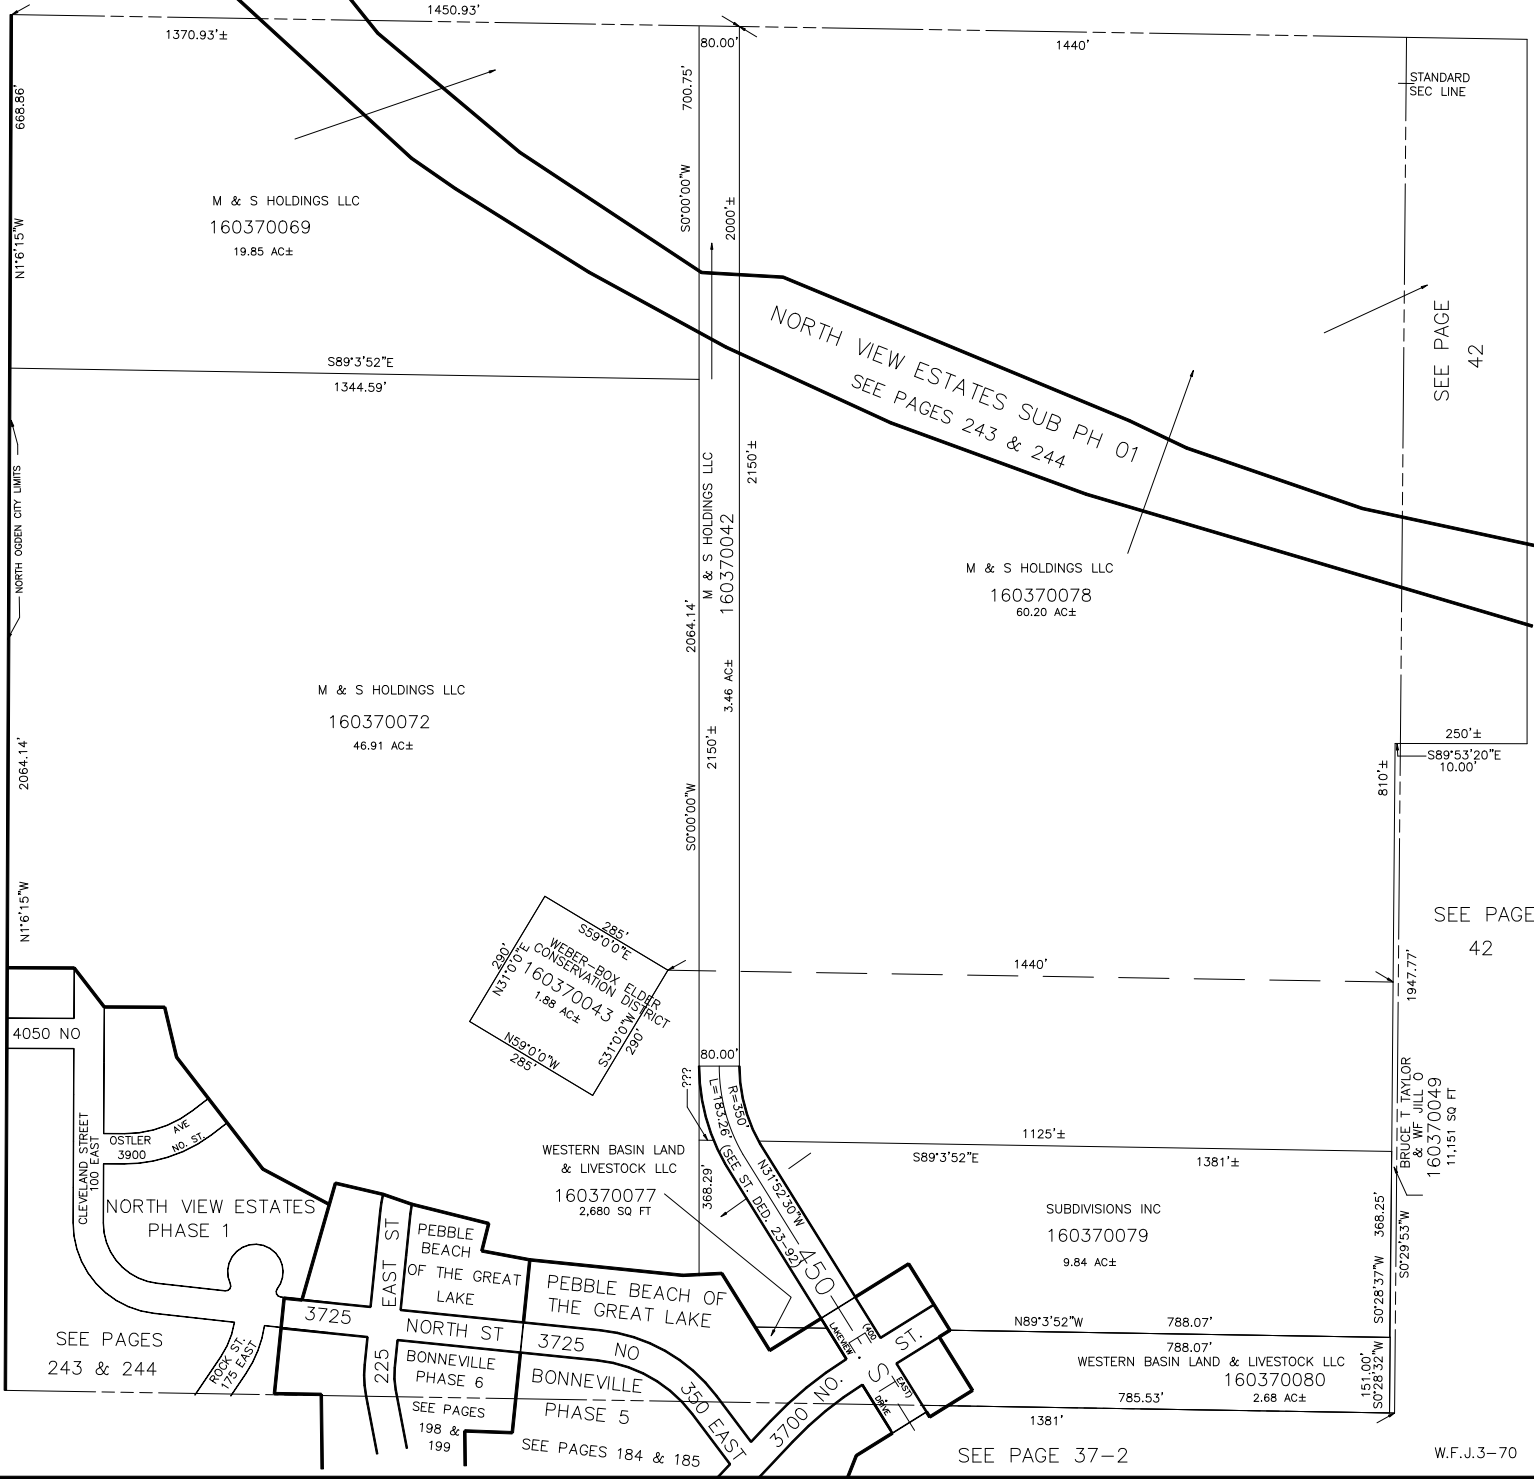 1450.93'
1370.93'±
80.00'
1440'
STANDARD
SEC LINE
668.86'
N1°6'15"W
700.75'
S0°00'00"W
2000'±
M & S HOLDINGS LLC
160370069
19.85 AC±
S89°3'52"E
1344.59'
NORTH VIEW ESTATES SUB PH 01
SEE PAGES 243 & 244
SEE PAGE
42
NORTH OGDEN CITY LIMITS
M & S HOLDINGS LLC
160370042
3.46 AC±
2150'±
2064.14'
2150'±
S0°00'00"W
M & S HOLDINGS LLC
160370078
60.20 AC±
M & S HOLDINGS LLC
160370072
46.91 AC±
2064.14'
N1°6'15"W
250'±
S89°53'20"E
10.00'
810'±
SEE PAGE
42
1947.77'
285'
S59°0'0"E
290'
N31°0'0"E
WEBER-BOX ELDER
CONSERVATION DISTRICT
160370043
1.88 AC±
S31°0'0"W
290'
N59°0'0"W
285'
1440'
80.00'
???
R=350'
L=183.26' (SEE ST. DED. 23-92)
N31°52'30"W
368.29'
4050 NO
CLEVELAND STREET
100 EAST
OSTLER AVE
3900 NO. ST.
NORTH VIEW ESTATES
PHASE 1
WESTERN BASIN LAND
& LIVESTOCK LLC
160370077
2,680 SQ FT
1125'±
S89°3'52"E
1381'±
SUBDIVISIONS INC
160370079
9.84 AC±
BRUCE T TAYLOR
& WF JILL O
160370049
11,151 SQ FT
368.25'
S0°28'37"W
S0°29'53"W
EAST ST
225
PEBBLE
BEACH
OF THE GREAT
LAKE
PEBBLE BEACH OF
THE GREAT LAKE
3725
NORTH ST
3725 NO
450 E. ST.
LAKEVIEW DRIVE
(400 EAST)
ST.
N89°3'52"W
788.07'
788.07'
WESTERN BASIN LAND & LIVESTOCK LLC
160370080
2.68 AC±
785.53'
151.00'
S0°28'32"W
1381'
SEE PAGES
243 & 244
ROCK ST.
175 EAST
BONNEVILLE
PHASE 6
SEE PAGES
198 &
199
BONNEVILLE
PHASE 5
SEE PAGES 184 & 185
350 EAST
3700 NO.
SEE PAGE 37-2
W.F.J.3-70